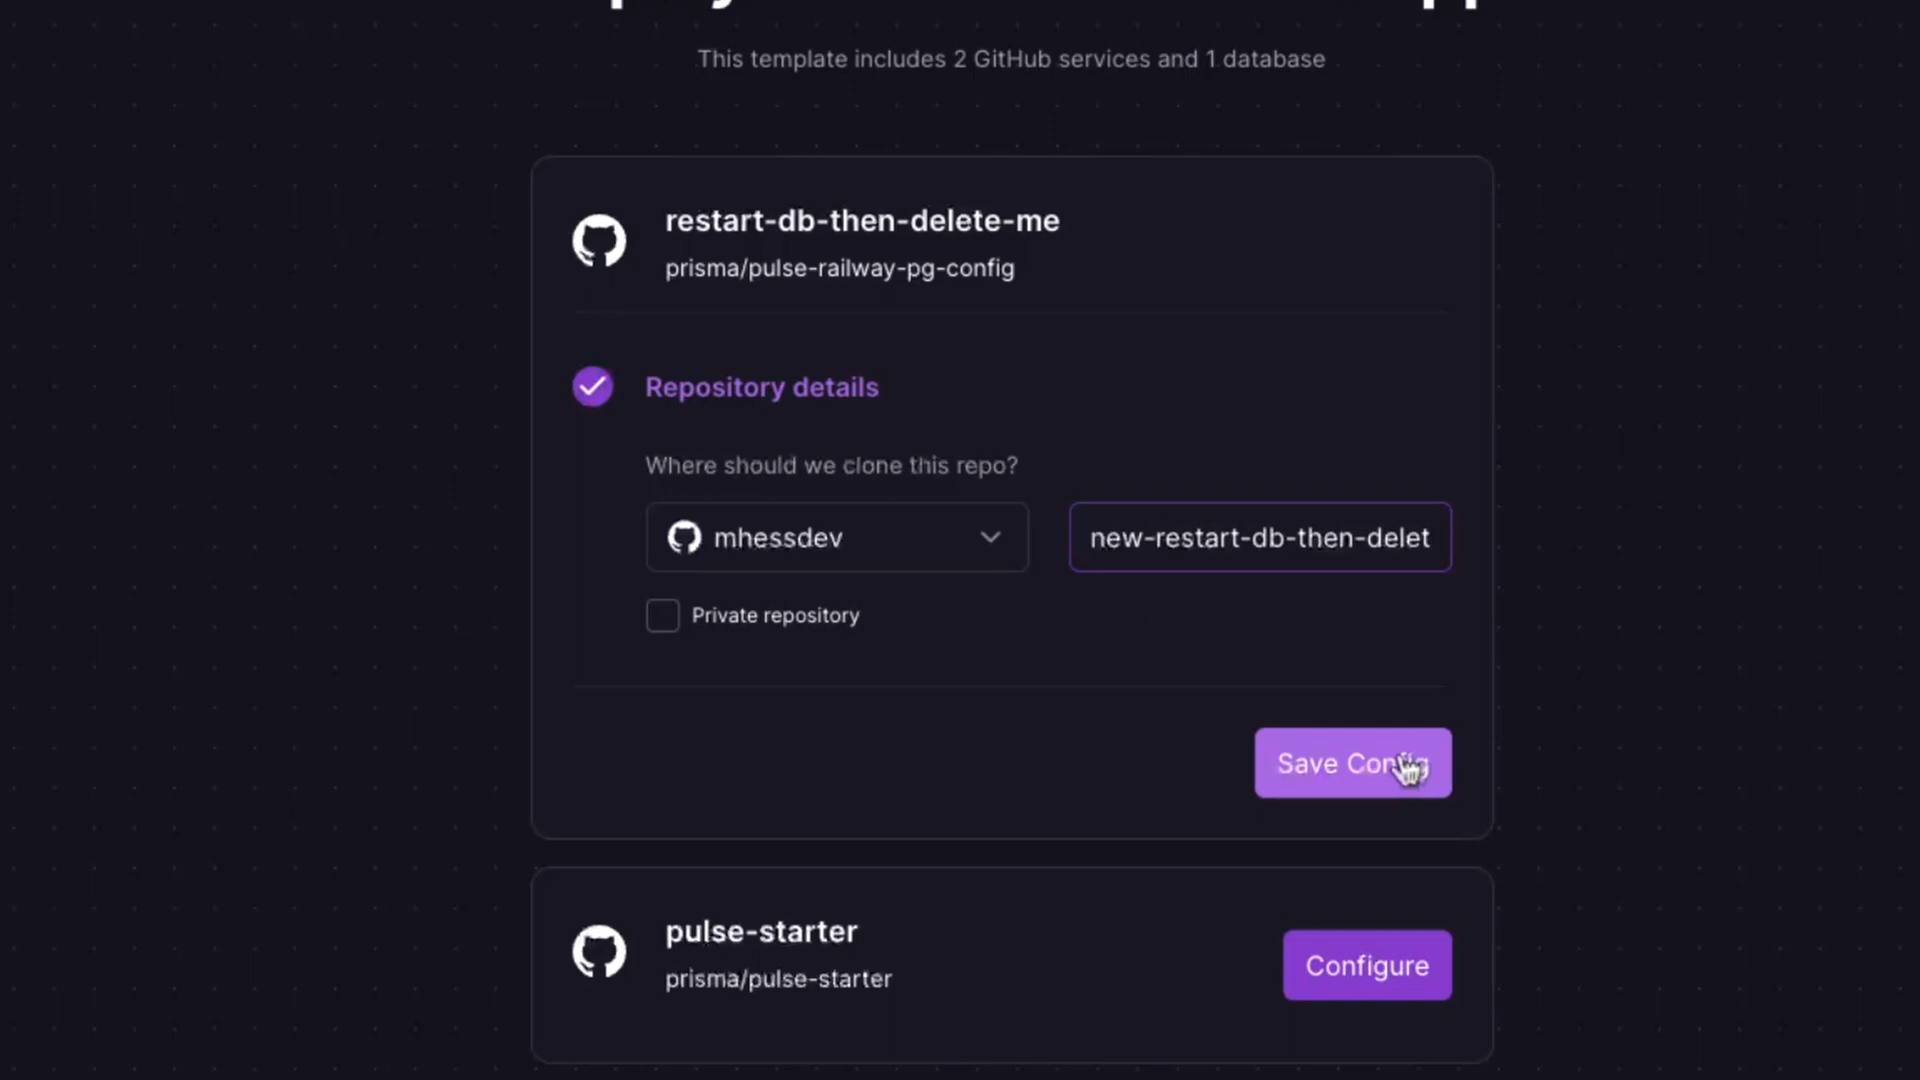 This template includes 2 GitHub services and 1 database
restart-db-then-delete-me
prisma/pulse-railway-pg-config
Repository details
Where should we clone this repo?
mhessdev
new-restart-db-then-delet
Private repository
Save Config
pulse-starter
prisma/pulse-starter
Configure